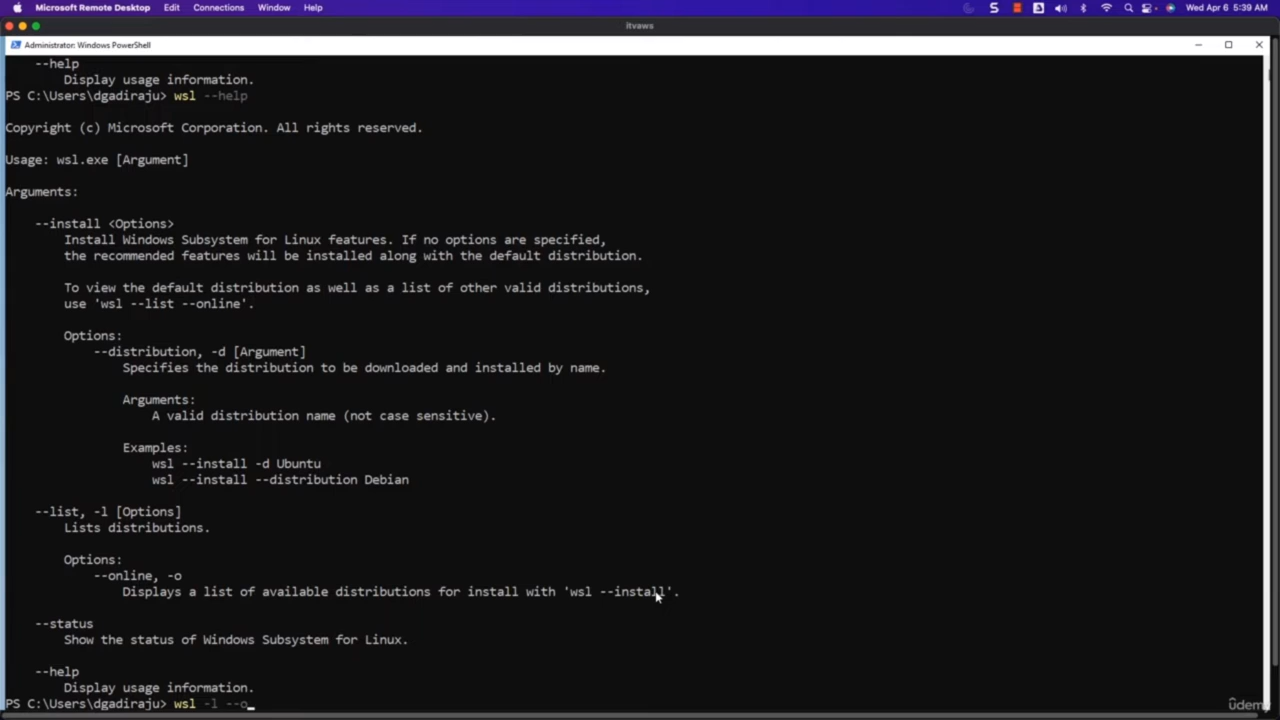 Microsoft Remote Desktop Edit Connections Window Help Wed Apr 6 5:39 AM
itvaws
Administrator: Windows PowerShell
--help
Display usage information.
PS C:\Users\dgadiraju> wsl --help
Copyright (c) Microsoft Corporation. All rights reserved.
Usage: wsl.exe [Argument]
Arguments:
--install <Options>
Install Windows Subsystem for Linux features. If no options are specified,
the recommended features will be installed along with the default distribution.
To view the default distribution as well as a list of other valid distributions,
use 'wsl --list --online'.
Options:
--distribution, -d [Argument]
Specifies the distribution to be downloaded and installed by name.
Arguments:
A valid distribution name (not case sensitive).
Examples:
wsl --install -d Ubuntu
wsl --install --distribution Debian
--list, -l [Options]
Lists distributions.
Options:
--online, -o
Displays a list of available distributions for install with 'wsl --install'.
--status
Show the status of Windows Subsystem for Linux.
--help
Display usage information.
PS C:\Users\dgadiraju> wsl -l --o_
ûdemy